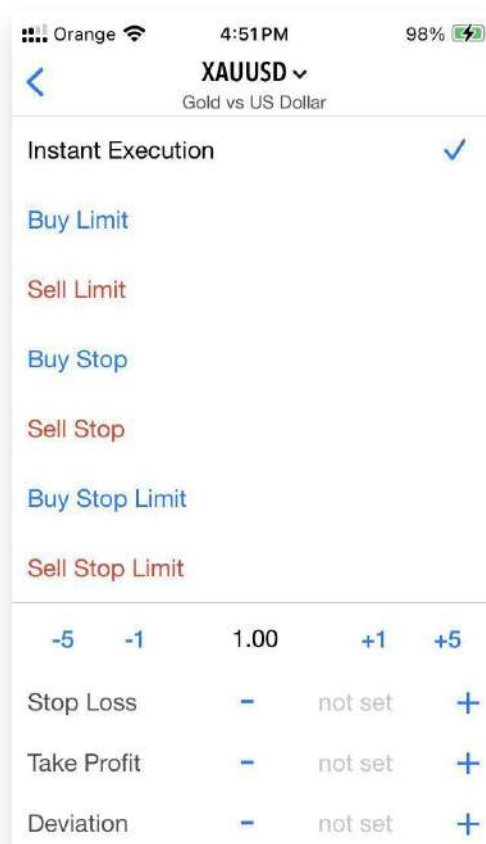 Orange 4:51 PM 98%
XAUUSD
Gold vs US Dollar
Instant Execution
Buy Limit
Sell Limit
Buy Stop
Sell Stop
Buy Stop Limit
Sell Stop Limit
-5 -1 1.00 +1 +5
Stop Loss - not set +
Take Profit - not set +
Deviation - not set +